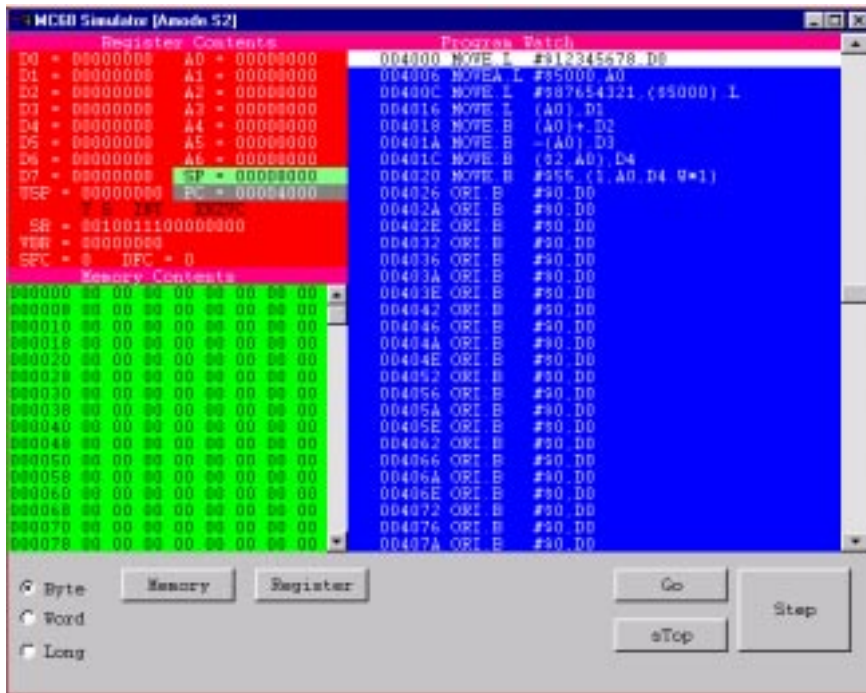 MC68 Simulator [Amode S2]
Register Contents
D0 = 00000000 A0 = 00000000
D1 = 00000000 A1 = 00000000
D2 = 00000000 A2 = 00000000
D3 = 00000000 A3 = 00000000
D4 = 00000000 A4 = 00000000
D5 = 00000000 A5 = 00000000
D6 = 00000000 A6 = 00000000
D7 = 00000000 SP = 00008000
USP = 00000000 PC = 00004000
T S INT XNZVC
SR = 0010011100000000
VBR = 00000000
SFC = 0 DFC = 0
Memory Contents
000000 00 00 00 00 00 00 00 00
000008 00 00 00 00 00 00 00 00
000010 00 00 00 00 00 00 00 00
000018 00 00 00 00 00 00 00 00
000020 00 00 00 00 00 00 00 00
000028 00 00 00 00 00 00 00 00
000030 00 00 00 00 00 00 00 00
000038 00 00 00 00 00 00 00 00
000040 00 00 00 00 00 00 00 00
000048 00 00 00 00 00 00 00 00
000050 00 00 00 00 00 00 00 00
000058 00 00 00 00 00 00 00 00
000060 00 00 00 00 00 00 00 00
000068 00 00 00 00 00 00 00 00
000070 00 00 00 00 00 00 00 00
000078 00 00 00 00 00 00 00 00
Program Watch
004000 MOVE.L #$12345678,D0
004006 MOVEA.L #$5000,A0
00400C MOVE.L #$87654321,($5000).L
004016 MOVE.L (A0),D1
004018 MOVE.B (A0)+,D2
00401A MOVE.B -(A0),D3
00401C MOVE.B ($2,A0),D4
004020 MOVE.B #$55,(1,A0,D4.W*1)
004026 ORI.B #$0,D0
00402A ORI.B #$0,D0
00402E ORI.B #$0,D0
004032 ORI.B #$0,D0
004036 ORI.B #$0,D0
00403A ORI.B #$0,D0
00403E ORI.B #$0,D0
004042 ORI.B #$0,D0
004046 ORI.B #$0,D0
00404A ORI.B #$0,D0
00404E ORI.B #$0,D0
004052 ORI.B #$0,D0
004056 ORI.B #$0,D0
00405A ORI.B #$0,D0
00405E ORI.B #$0,D0
004062 ORI.B #$0,D0
004066 ORI.B #$0,D0
00406A ORI.B #$0,D0
00406E ORI.B #$0,D0
004072 ORI.B #$0,D0
004076 ORI.B #$0,D0
00407A ORI.B #$0,D0
Byte
Word
Long
Memory
Register
Go
sTop
Step